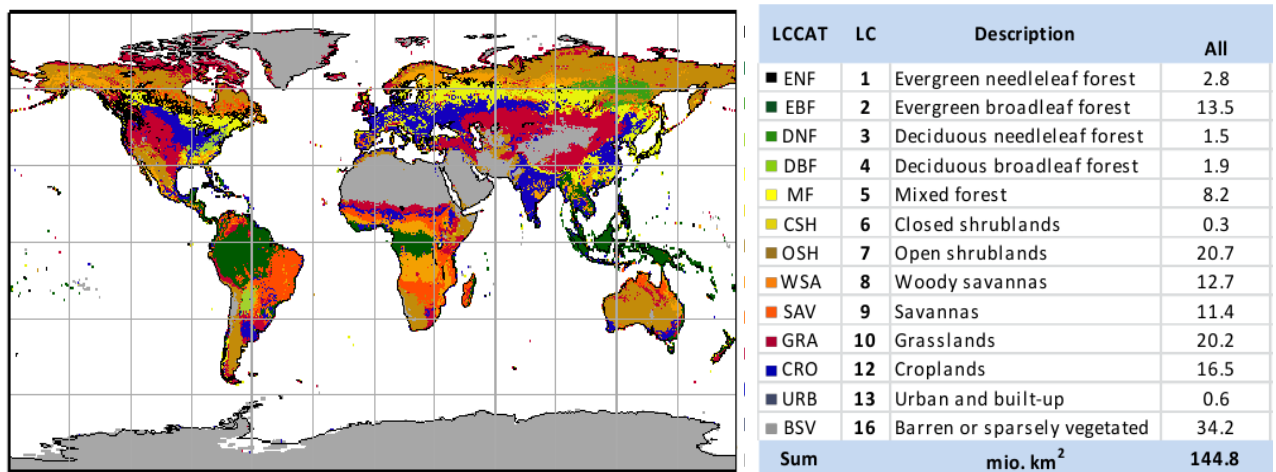 LCCAT LC Description All
ENF 1 Evergreen needleleaf forest 2.8
EBF 2 Evergreen broadleaf forest 13.5
DNF 3 Deciduous needleleaf forest 1.5
DBF 4 Deciduous broadleaf forest 1.9
MF 5 Mixed forest 8.2
CSH 6 Closed shrublands 0.3
OSH 7 Open shrublands 20.7
WSA 8 Woody savannas 12.7
SAV 9 Savannas 11.4
GRA 10 Grasslands 20.2
CRO 12 Croplands 16.5
URB 13 Urban and built-up 0.6
BSV 16 Barren or sparsely vegetated 34.2
Sum mio. km² 144.8